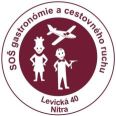 SOŠ gastronómie a cestovného ruchu
Levická 40
Nitra